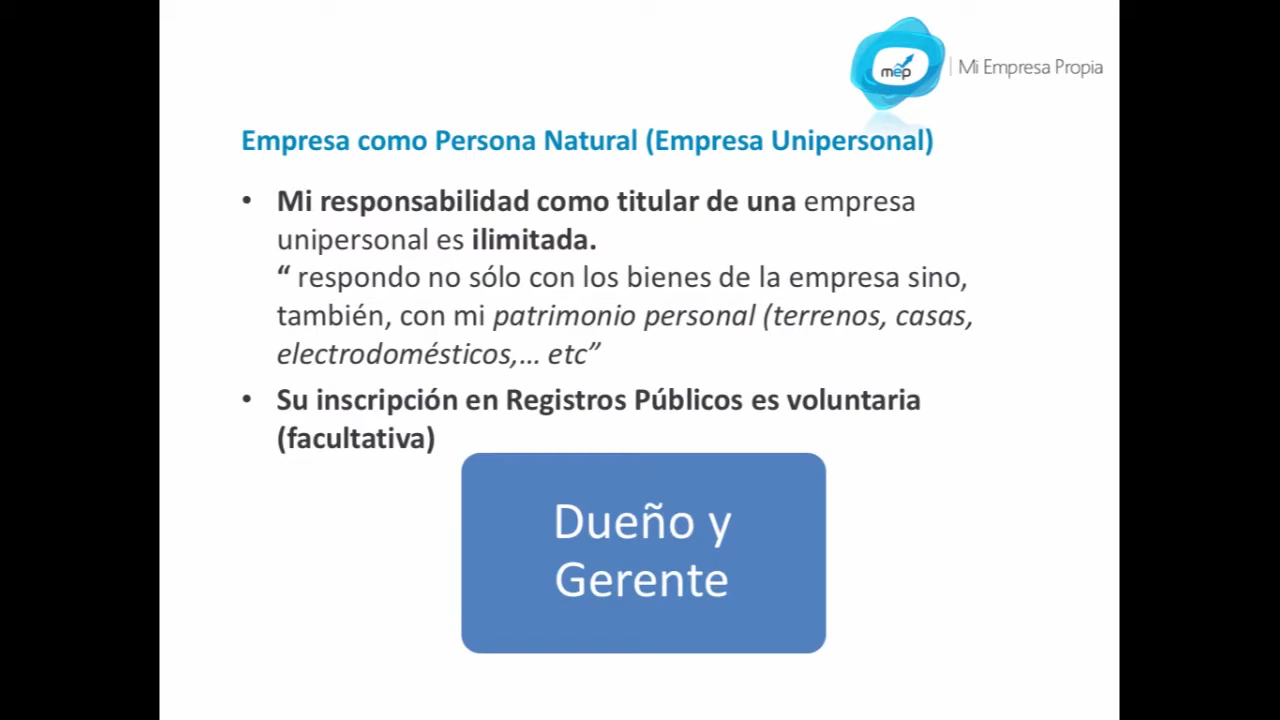 mep | Mi Empresa Propia
Empresa como Persona Natural (Empresa Unipersonal)
• Mi responsabilidad como titular de una empresa
unipersonal es ilimitada.
“ respondo no sólo con los bienes de la empresa sino,
también, con mi patrimonio personal (terrenos, casas,
electrodomésticos,... etc”
• Su inscripción en Registros Públicos es voluntaria
(facultativa)
Dueño y
Gerente